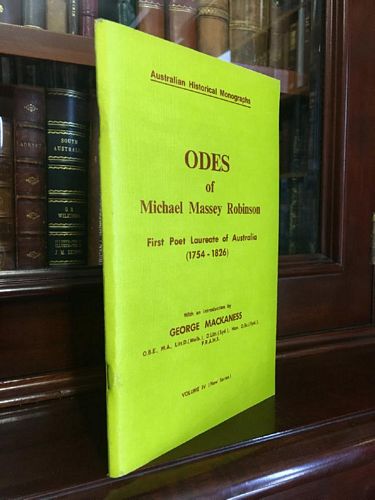 Australian Historical Monographs
ODES
of
Michael Massey Robinson
First Poet Laureate of Australia
(1754 - 1826)
With an introduction by
GEORGE MACKANESS
O.B.E., M.A., Litt.D.(Melb.), D.Litt.(Syd.), Hon. D.Sc.(Syd.),
F.R.A.H.S.
VOLUME IV (New Series)
SOUTH
AUSTRALIA